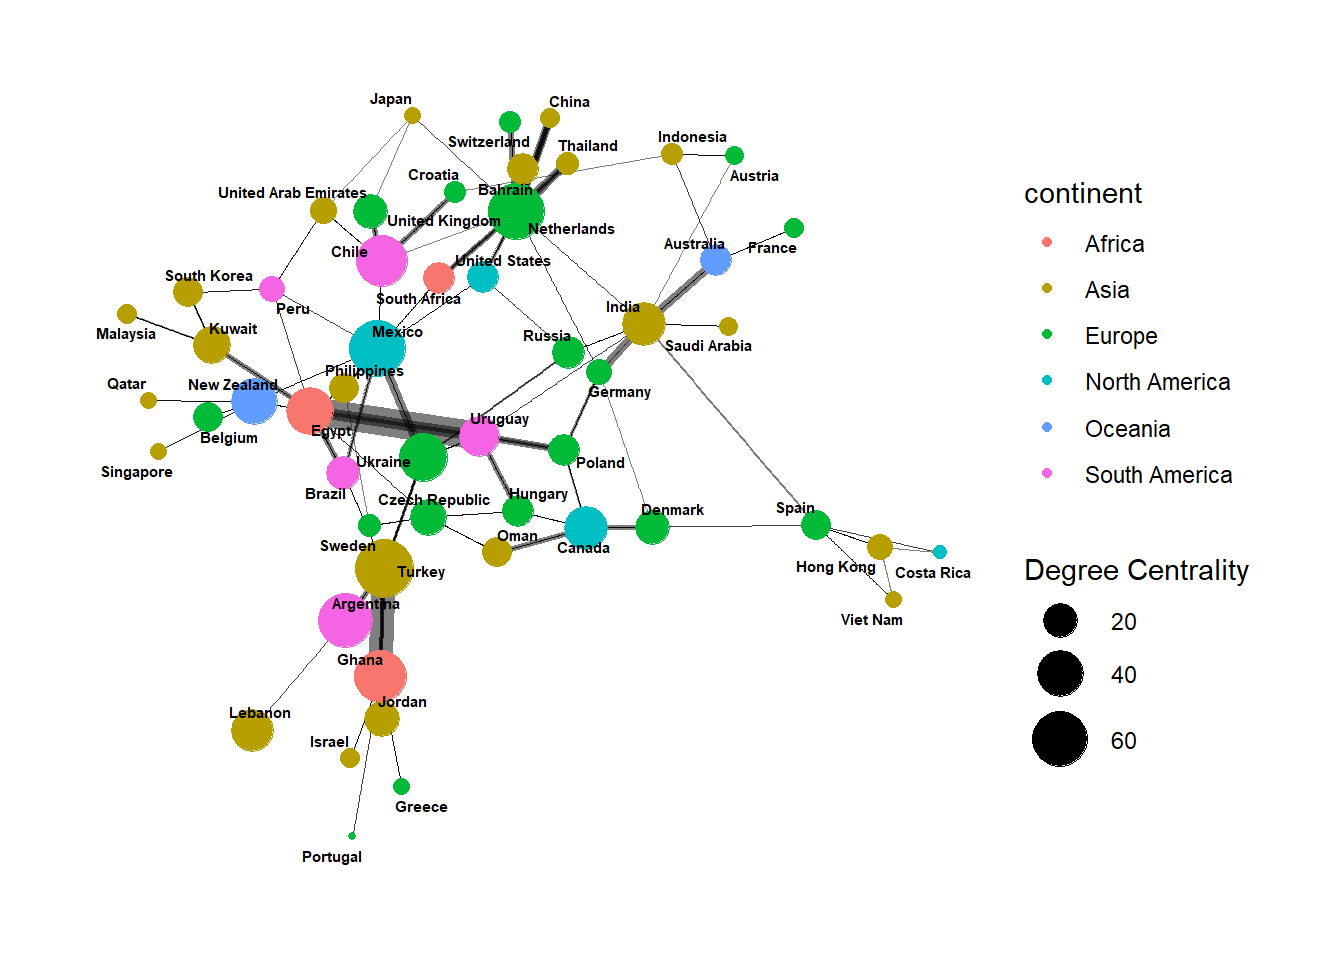 China
Japan
Switzerland
Indonesia
Thailand
Croatia
Austria
United Arab Emirates
Bahrain
continent
United Kingdom
Netherlands
Africa
Australia
France
Chile
United States
South Korea
Asia
South Africa
Peru
India
Kuwait
Malaysia
Mexico
Russia
Saudi Arabia
Europe
Philippines
Qatar
New Zealand
Germany
North America
Uruguay
Egypt
Belgium
Oceania
Ukraine
Poland
Singapore
South America
Brazil
Czech Republic
Hungary
Denmark
Spain
Oman
Sweden
Canada
Turkey
Hong Kong
Costa Rica
Degree Centrality
Argentina
Viet Nam
20
Ghana
40
Jordan
Lebanon
Israel
60
Greece
Portugal